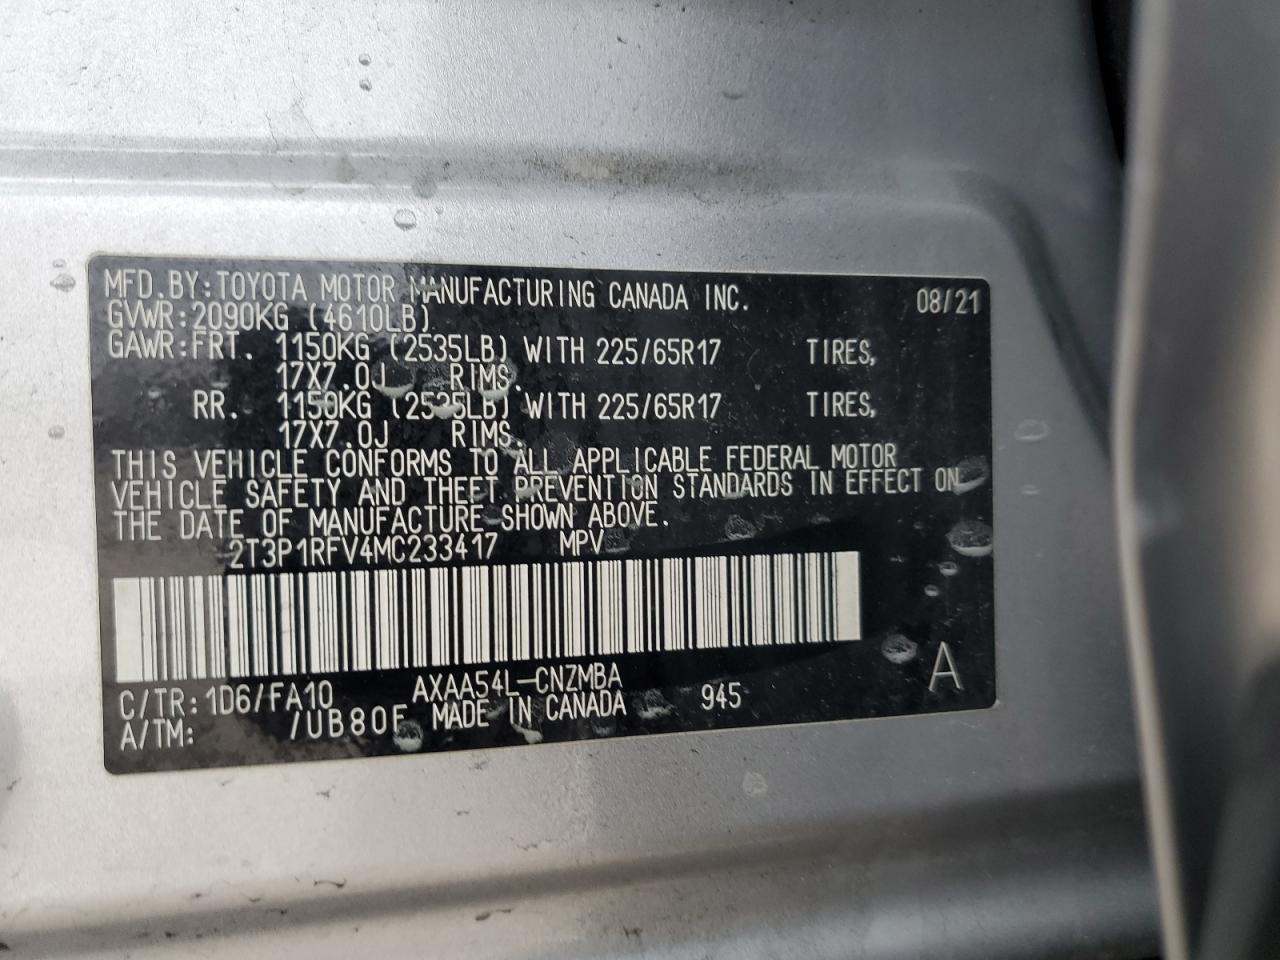 MFD.BY:TOYOTA MOTOR MANUFACTURING CANADA INC. 08/21
GVWR:2090KG (4610LB)
GAWR:FRT. 1150KG (2535LB) WITH 225/65R17 TIRES,
17X7.0J RIMS.
RR. 1150KG (2535LB) WITH 225/65R17 TIRES,
17X7.0J RIMS.
THIS VEHICLE CONFORMS TO ALL APPLICABLE FEDERAL MOTOR
VEHICLE SAFETY AND THEFT PREVENTION STANDARDS IN EFFECT ON
THE DATE OF MANUFACTURE SHOWN ABOVE.
2T3P1RFV4MC233417 MPV
C/TR:1D6/FA10 AXAA54L-CNZMBA A
A/TM: /UB80F MADE IN CANADA 945